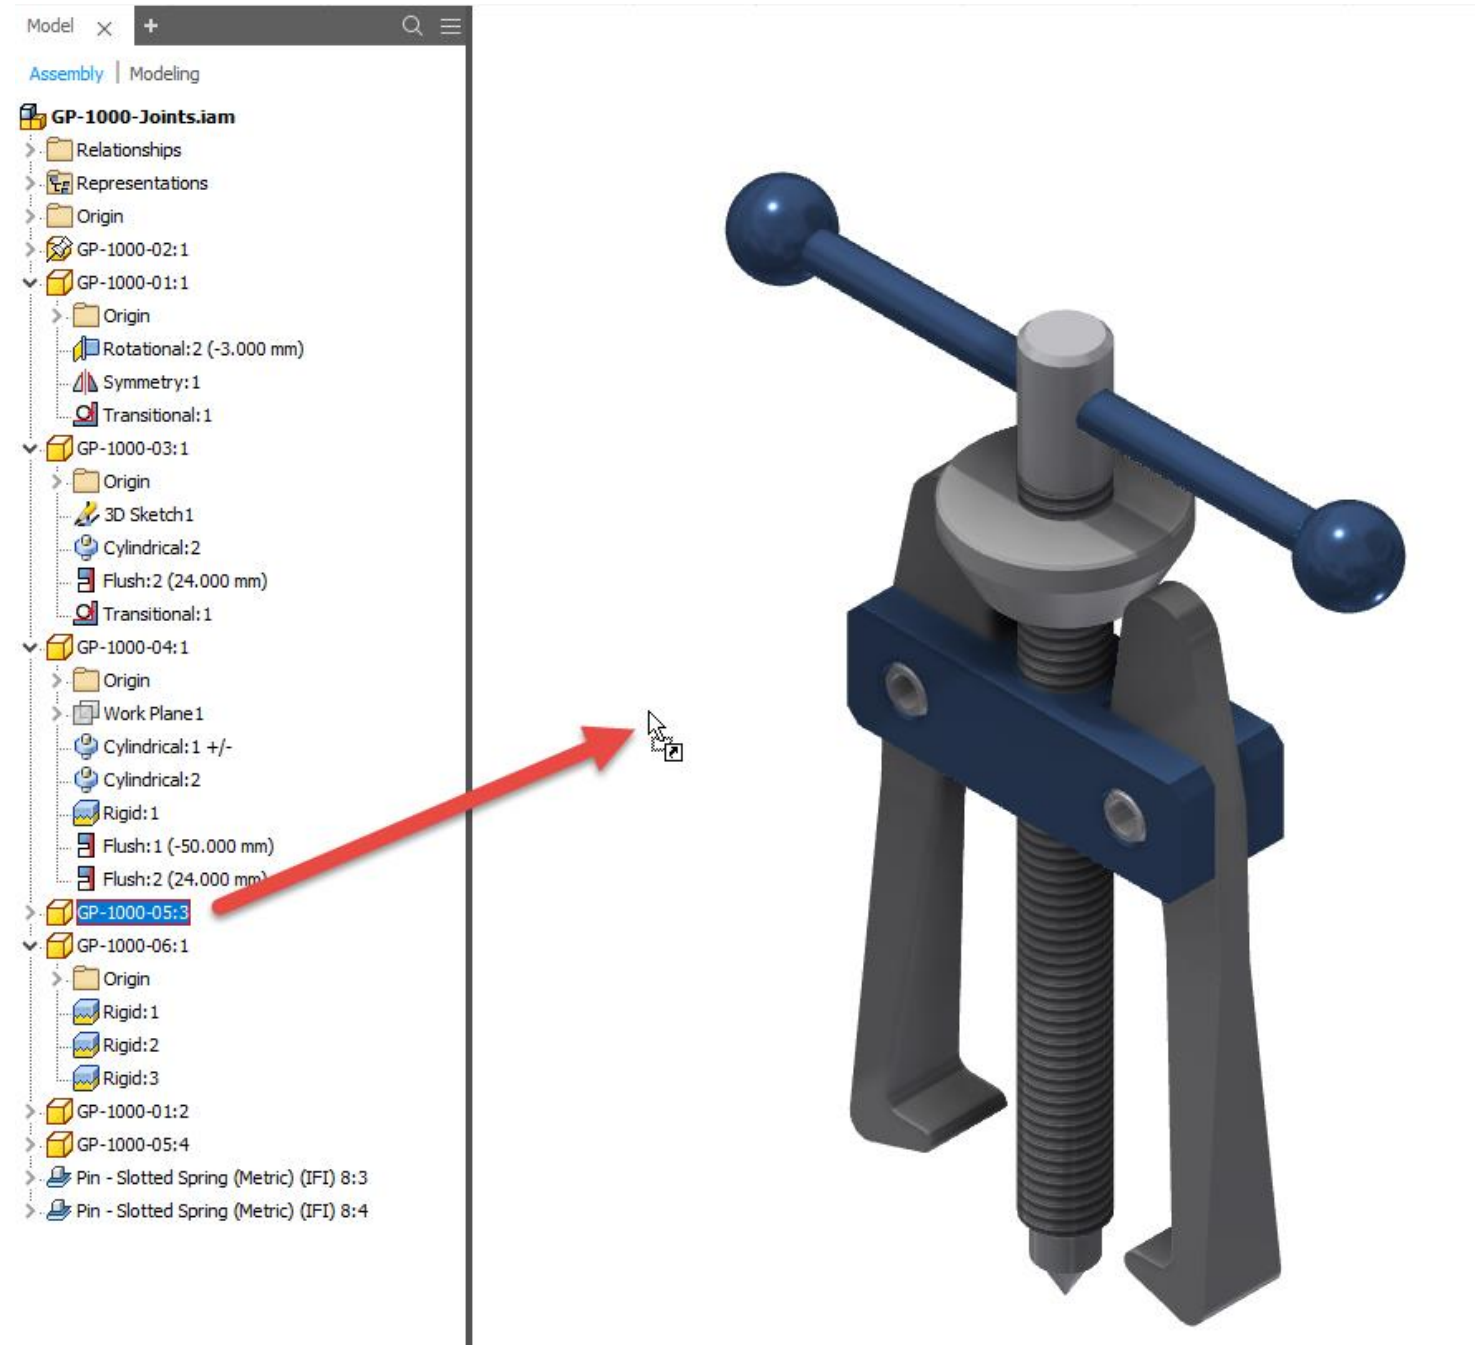 Model
Assembly | Modeling
GP-1000-Joints.iam
Relationships
Representations
Origin
GP-1000-02:1
GP-1000-01:1
Origin
Rotational:2 (-3.000 mm)
Symmetry:1
Transitional:1
GP-1000-03:1
Origin
3D Sketch1
Cylindrical:2
Flush:2 (24.000 mm)
Transitional:1
GP-1000-04:1
Origin
Work Plane1
Cylindrical:1 +/-
Cylindrical:2
Rigid:1
Flush:1 (-50.000 mm)
Flush:2 (24.000 mm)
GP-1000-05:3
GP-1000-06:1
Origin
Rigid:1
Rigid:2
Rigid:3
GP-1000-01:2
GP-1000-05:4
Pin - Slotted Spring (Metric) (IFI) 8:3
Pin - Slotted Spring (Metric) (IFI) 8:4